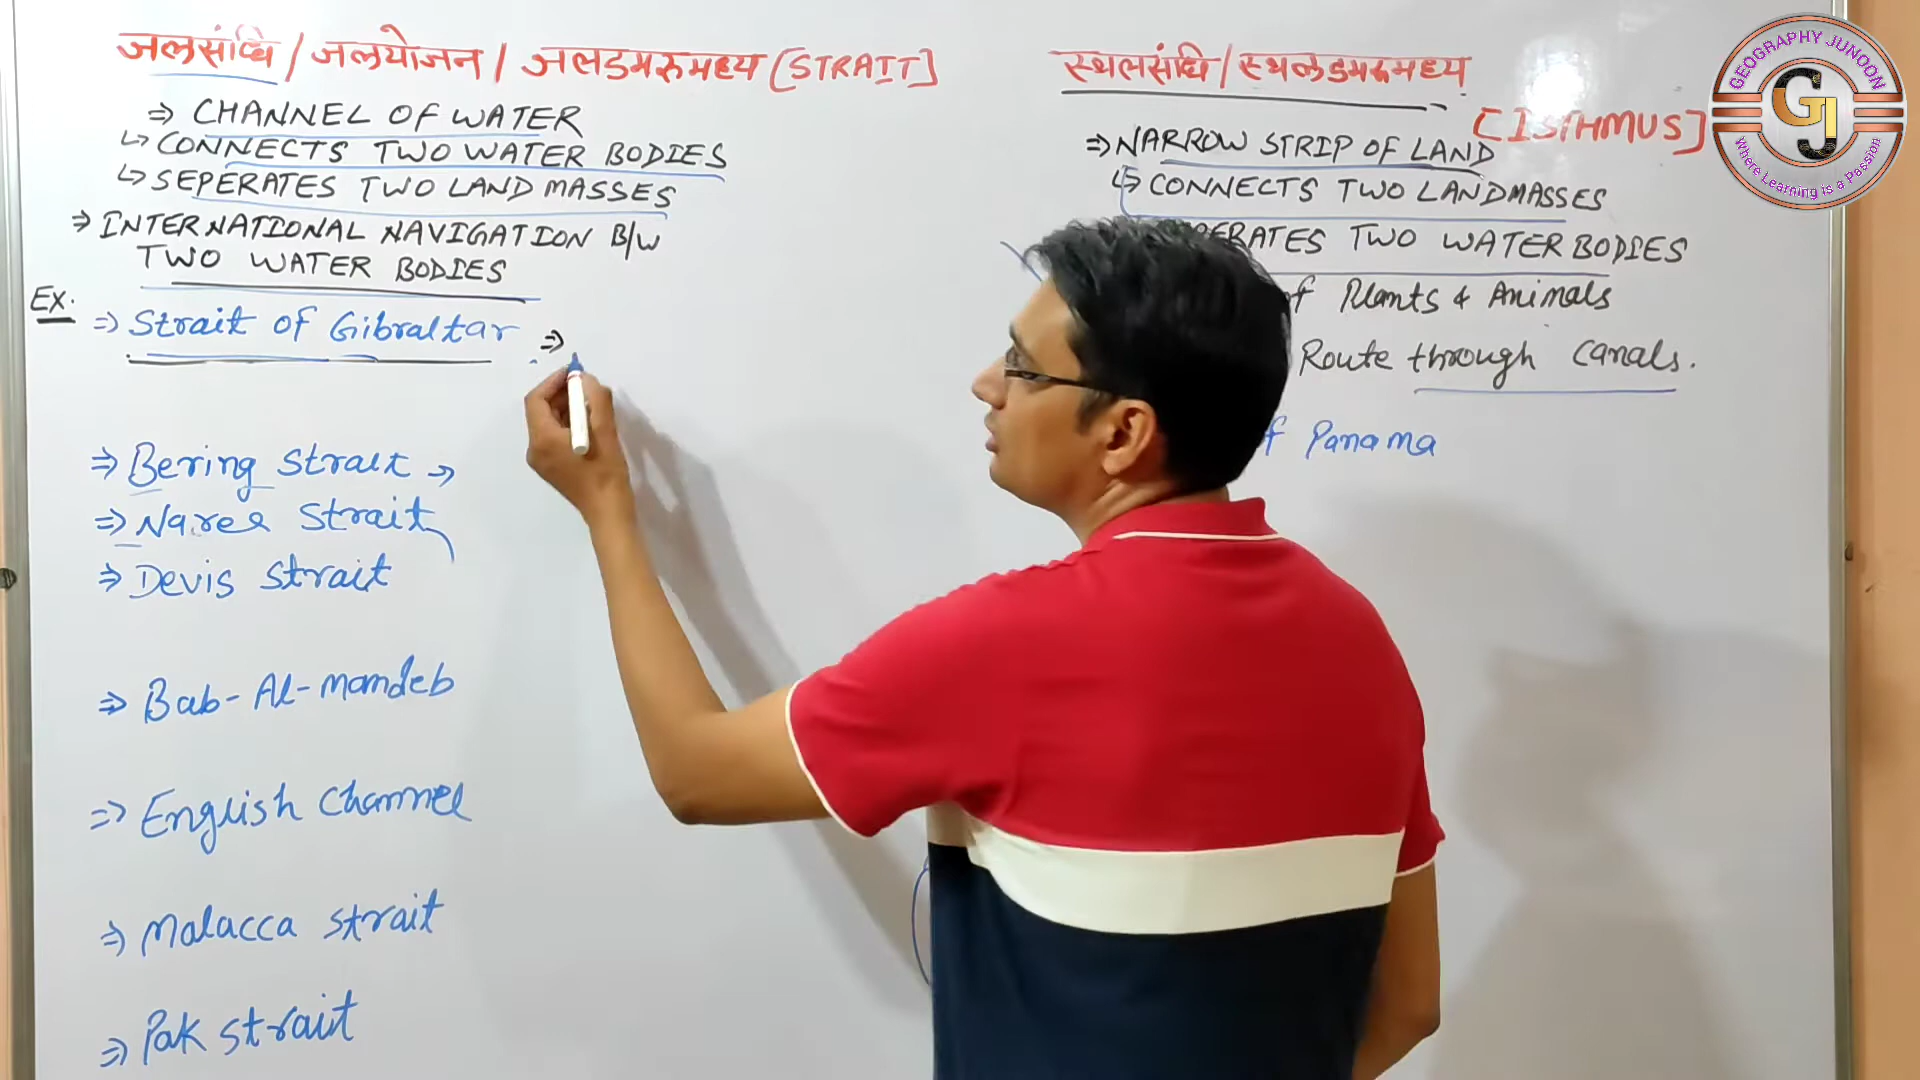 जलसंधि / जलयोजन / जलडमरूमध्य [STRAIT]
⇒ CHANNEL OF WATER
↳ CONNECTS TWO WATER BODIES
↳ SEPERATES TWO LAND MASSES
⇒ INTERNATIONAL NAVIGATION B/W
TWO WATER BODIES
Ex.
⇒ Strait of Gibraltar ⇒
⇒ Bering Strait →
⇒ Nares Strait
⇒ Devis Strait
⇒ Bab-Al-mamdeb
⇒ English Channel
⇒ Malacca strait
⇒ Pak strait
स्थलसंधि / स्थलडमरूमध्य
[ISTHMUS]
⇒ NARROW STRIP OF LAND
↳ CONNECTS TWO LANDMASSES
TWO WATER BODIES
of Plants & Animals
Route through Canals.
of Panama
GEOGRAPHY JUNOON
GJ
Where Learning is a Passion